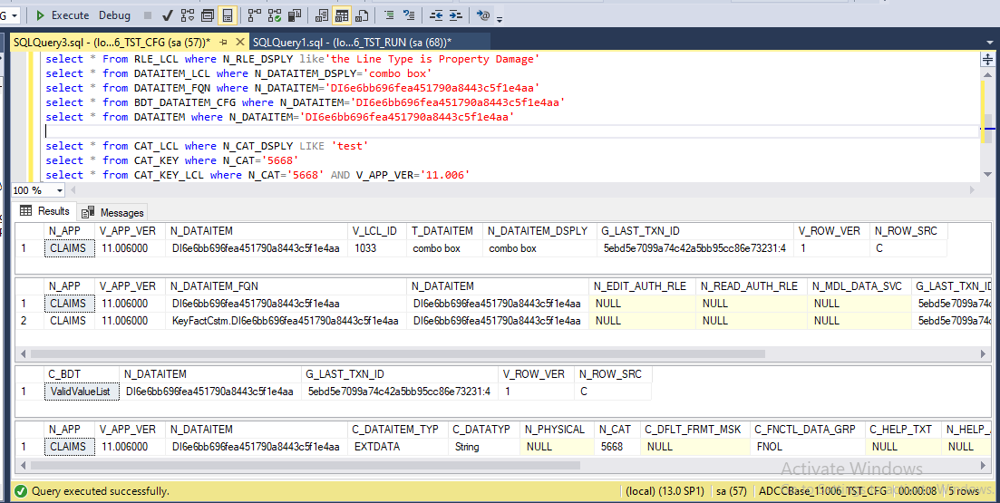 G
Execute Debug
SQLQuery3.sql - (lo...6_TST_CFG (sa (57))* SQLQuery1.sql - (lo...6_TST_RUN (sa (68))*
select * From RLE_LCL where N_RLE_DSPLY like'the Line Type is Property Damage'
select * from DATAITEM_LCL where N_DATAITEM_DSPLY='combo box'
select * from DATAITEM_FQN where N_DATAITEM='DI6e6bb696fea451790a8443c5f1e4aa'
select * from BDT_DATAITEM_CFG where N_DATAITEM='DI6e6bb696fea451790a8443c5f1e4aa'
select * from DATAITEM where N_DATAITEM='DI6e6bb696fea451790a8443c5f1e4aa'
select * from CAT_LCL where N_CAT_DSPLY LIKE 'test'
select * from CAT_KEY where N_CAT='5668'
select * from CAT_KEY_LCL where N_CAT='5668' AND V_APP_VER='11.006'
100 %
Results Messages
N_APP V_APP_VER N_DATAITEM V_LCL_ID T_DATAITEM N_DATAITEM_DSPLY G_LAST_TXN_ID V_ROW_VER N_ROW_SRC
1 CLAIMS 11.006000 DI6e6bb696fea451790a8443c5f1e4aa 1033 combo box combo box 5ebd5e7099a74c42a5bb95cc86e73231:4 1 C
N_APP V_APP_VER N_DATAITEM_FQN N_DATAITEM N_EDIT_AUTH_RLE N_READ_AUTH_RLE N_MDL_DATA_SVC G_LAST_TXN_ID
1 CLAIMS 11.006000 DI6e6bb696fea451790a8443c5f1e4aa DI6e6bb696fea451790a8443c5f1e4aa NULL NULL NULL 5ebd5e7099a74c
2 CLAIMS 11.006000 KeyFactCstm.DI6e6bb696fea451790a8443c5f1e4aa DI6e6bb696fea451790a8443c5f1e4aa NULL NULL NULL 5ebd5e7099a74c
C_BDT N_DATAITEM G_LAST_TXN_ID V_ROW_VER N_ROW_SRC
1 ValidValueList DI6e6bb696fea451790a8443c5f1e4aa 5ebd5e7099a74c42a5bb95cc86e73231:4 1 C
N_APP V_APP_VER N_DATAITEM C_DATAITEM_TYP C_DATATYP N_PHYSICAL N_CAT C_DFLT_FRMT_MSK C_FNCTL_DATA_GRP C_HELP_TXT N_HELP_
1 CLAIMS 11.006000 DI6e6bb696fea451790a8443c5f1e4aa EXTDATA String NULL 5668 NULL FNOL NULL NULL
Activate Windows
Go to Settings to activate Windows.
Query executed successfully. (local) (13.0 SP1) sa (57) ADCCBase_11006_TST_CFG 00:00:08 5 rows